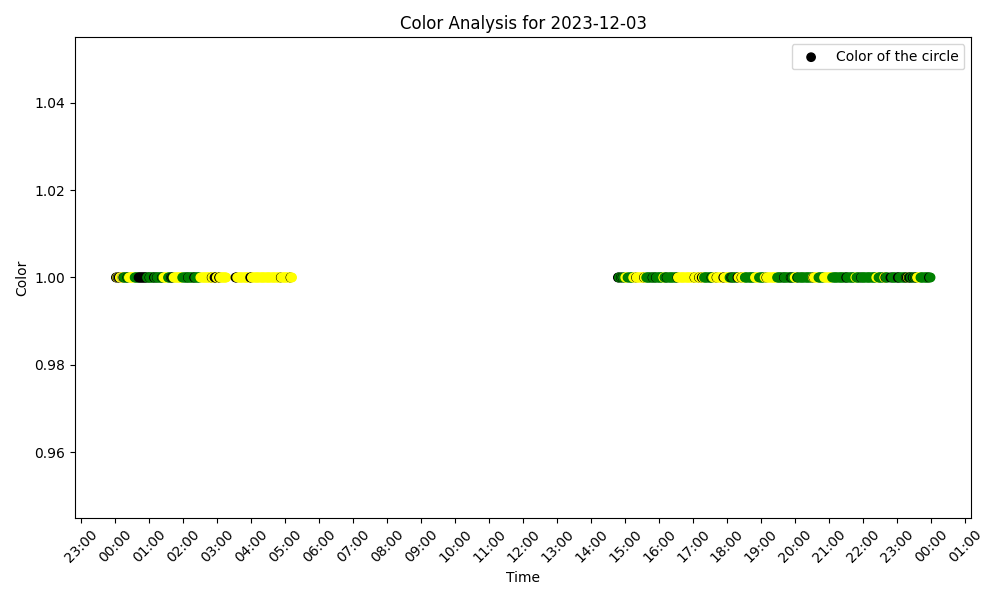 Color Analysis for 2023-12-03
Color of the circle
Color
1.04
1.02
1.00
0.98
0.96
23:00 00:00 01:00 02:00 03:00 04:00 05:00 06:00 07:00 08:00 09:00 10:00 11:00 12:00 13:00 14:00 15:00 16:00 17:00 18:00 19:00 20:00 21:00 22:00 23:00 00:00 01:00
Time